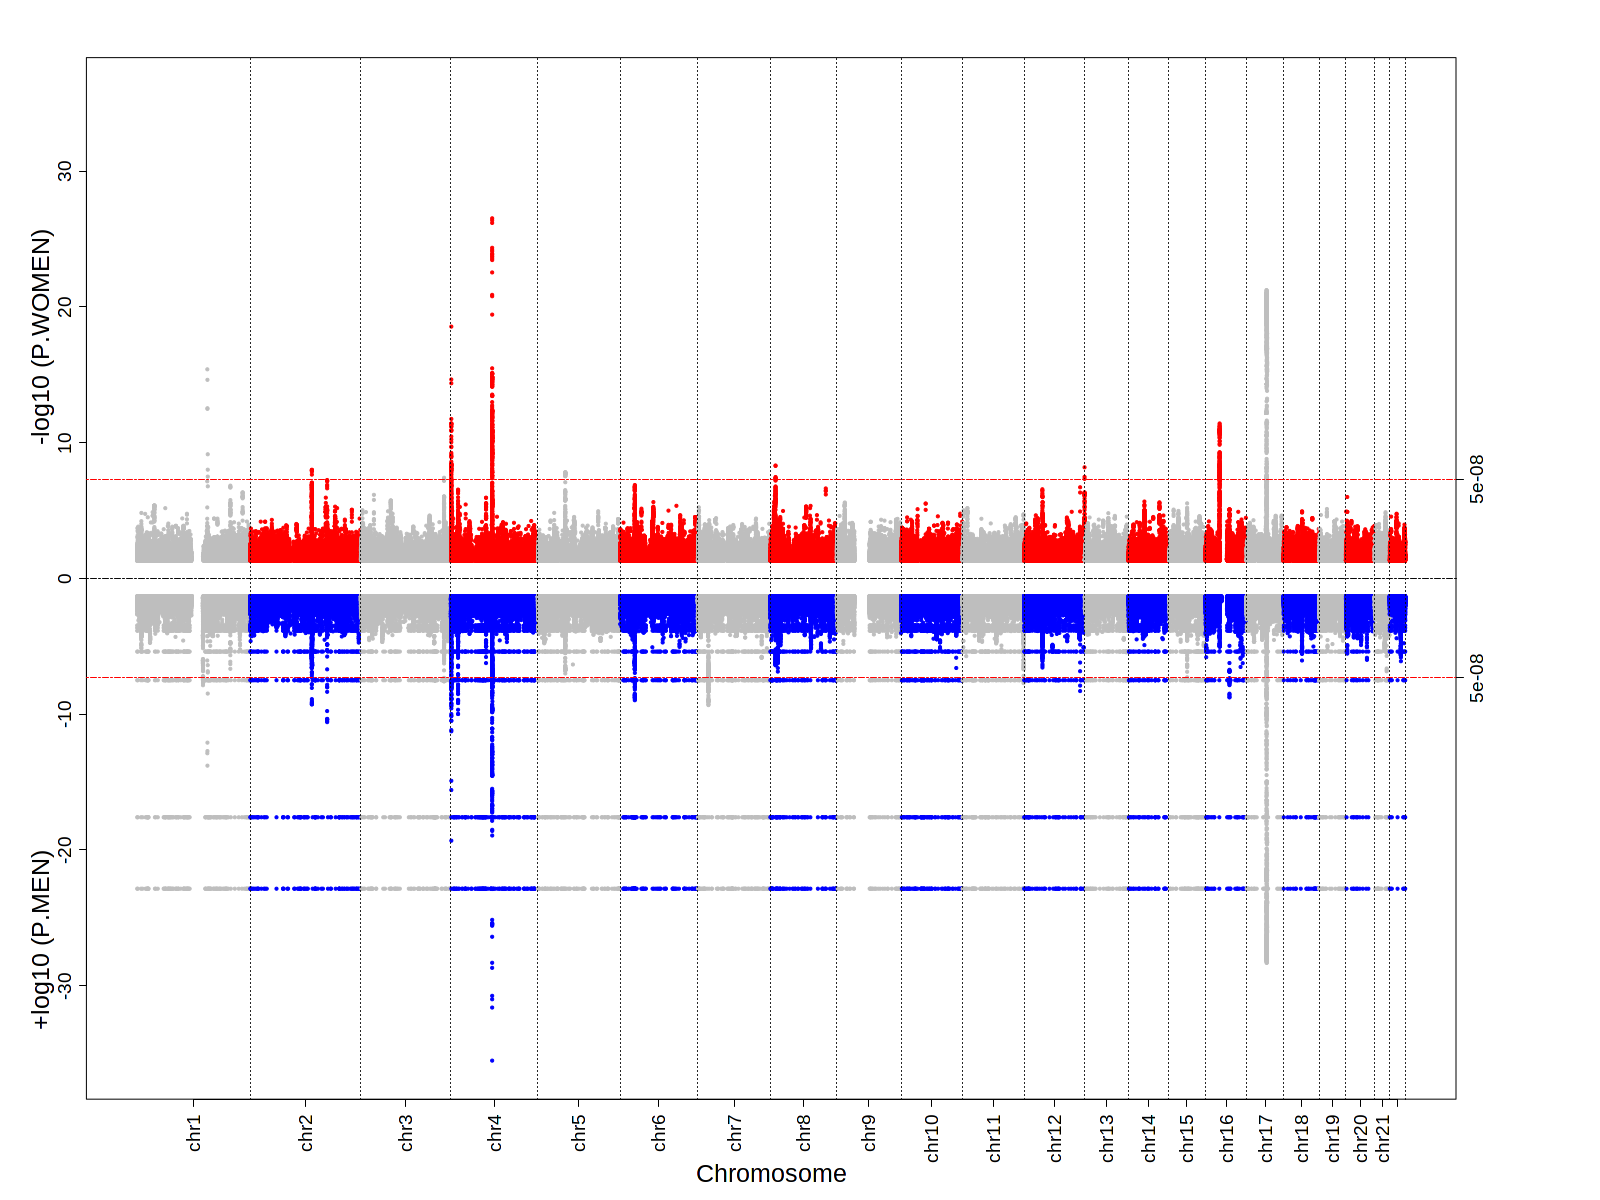 -log10 (P.WOMEN)
+log10 (P.MEN)
30
20
10
0
-10
-20
-30
5e-08
5e-08
chr1
chr2
chr3
chr4
chr5
chr6
chr7
chr8
chr9
chr10
chr11
chr12
chr13
chr14
chr15
chr16
chr17
chr18
chr19
chr20
chr21
Chromosome